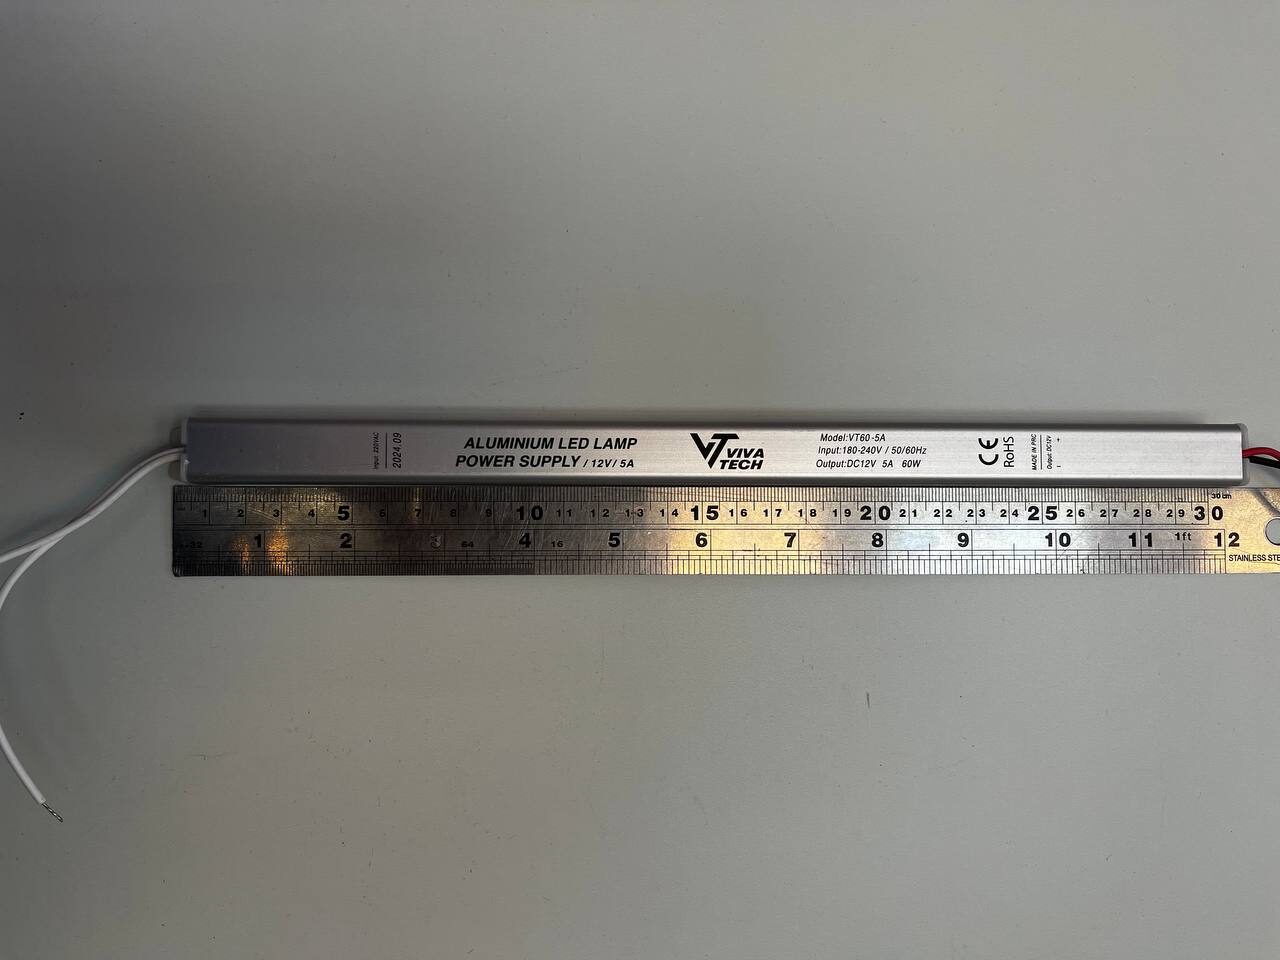 Input: 220VAC
2024.09
ALUMINIUM LED LAMP
POWER SUPPLY / 12V/ 5A
VT VIVA
TECH
Model:VT60-5A
Input:180-240V / 50/60Hz
Output:DC12V 5A 60W
CE
RoHS
MADE IN PRC
Output: DC12V
+
-
30 cm
1 2 3 4 5 6 7 8 9 10 11 12 13 14 15 16 17 18 19 20 21 22 23 24 25 26 27 28 29 30
32 1 2 64 4 16 5 6 7 8 9 10 11 1ft 12
STAINLESS